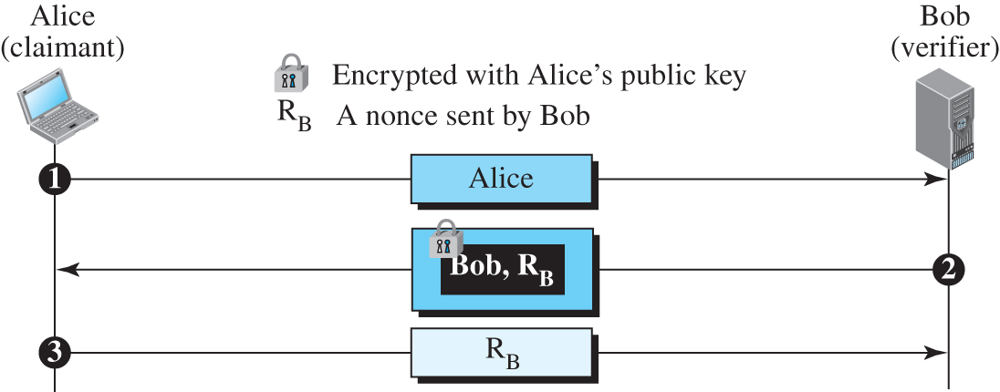 Alice
(claimant)
Bob
(verifier)
Encrypted with Alice's public key
R_B A nonce sent by Bob
1
Alice
Bob, R_B
2
3
R_B